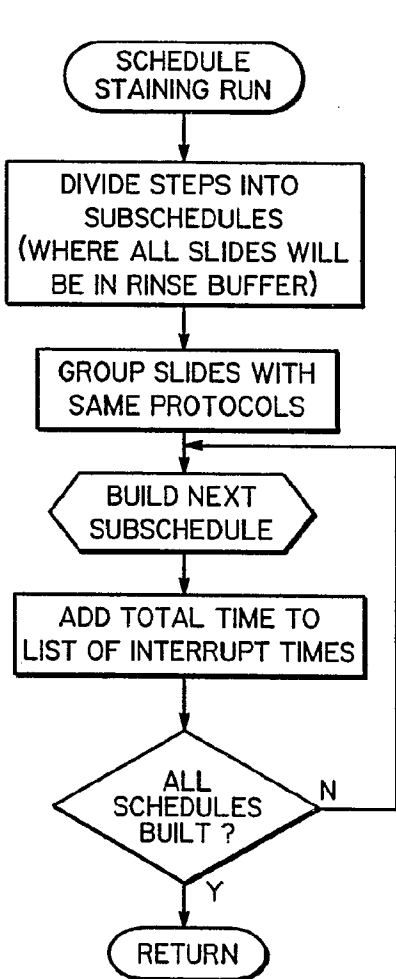 SCHEDULE
STAINING RUN
DIVIDE STEPS INTO
SUBSCHEDULES
(WHERE ALL SLIDES WILL
BE IN RINSE BUFFER)
GROUP SLIDES WITH
SAME PROTOCOLS
BUILD NEXT
SUBSCHEDULE
ADD TOTAL TIME TO
LIST OF INTERRUPT TIMES
ALL
SCHEDULES
BUILT ?
N
Y
RETURN